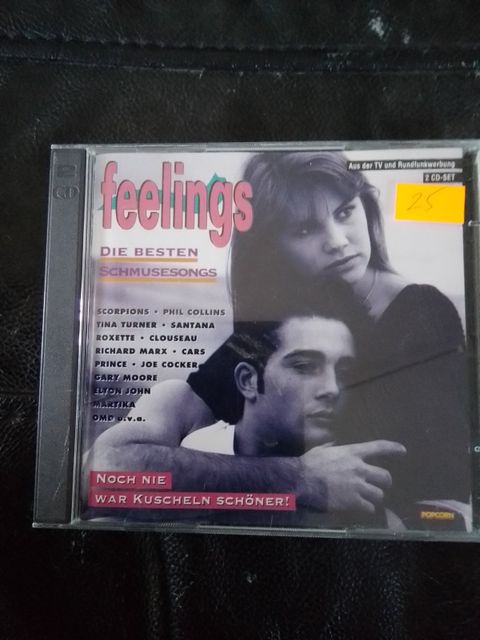 2
CD
feelings
Aus der TV und Rundfunkwerbung
2 CD-SET
25
DIE BESTEN
SCHMUSESONGS
SCORPIONS • PHIL COLLINS
TINA TURNER • SANTANA
ROXETTE • CLOUSEAU
RICHARD MARX • CARS
PRINCE • JOE COCKER
GARY MOORE
ELTON JOHN
MARTIKA
OMD u.v.a.
NOCH NIE
WAR KUSCHELN SCHÖNER!
POPCORN